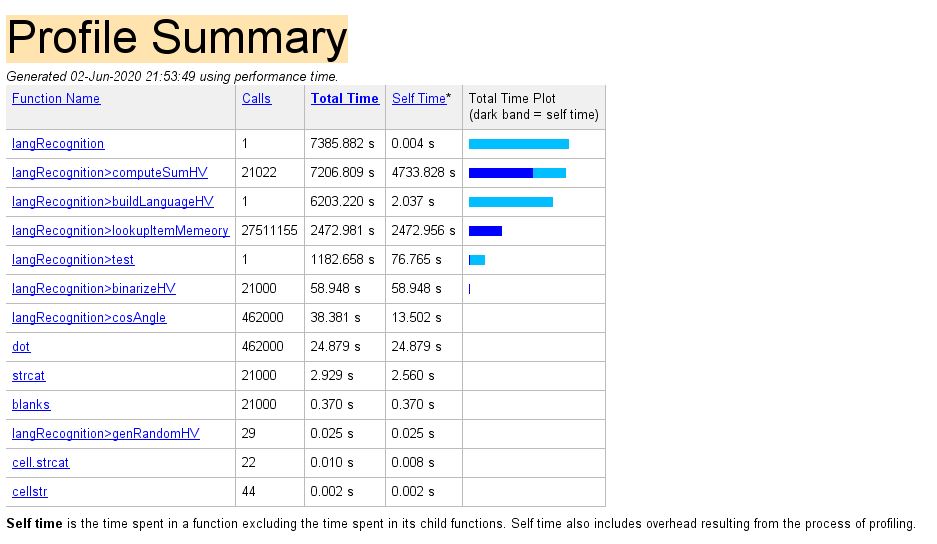 Profile Summary
Generated 02-Jun-2020 21:53:49 using performance time.
Function Name Calls Total Time Self Time* Total Time Plot
(dark band = self time)
langRecognition 1 7385.882 s 0.004 s
langRecognition>computeSumHV 21022 7206.809 s 4733.828 s
langRecognition>buildLanguageHV 1 6203.220 s 2.037 s
langRecognition>lookupItemMemeory 27511155 2472.981 s 2472.956 s
langRecognition>test 1 1182.658 s 76.765 s
langRecognition>binarizeHV 21000 58.948 s 58.948 s
langRecognition>cosAngle 462000 38.381 s 13.502 s
dot 462000 24.879 s 24.879 s
strcat 21000 2.929 s 2.560 s
blanks 21000 0.370 s 0.370 s
langRecognition>genRandomHV 29 0.025 s 0.025 s
cell.strcat 22 0.010 s 0.008 s
cellstr 44 0.002 s 0.002 s
Self time is the time spent in a function excluding the time spent in its child functions. Self time also includes overhead resulting from the process of profiling.